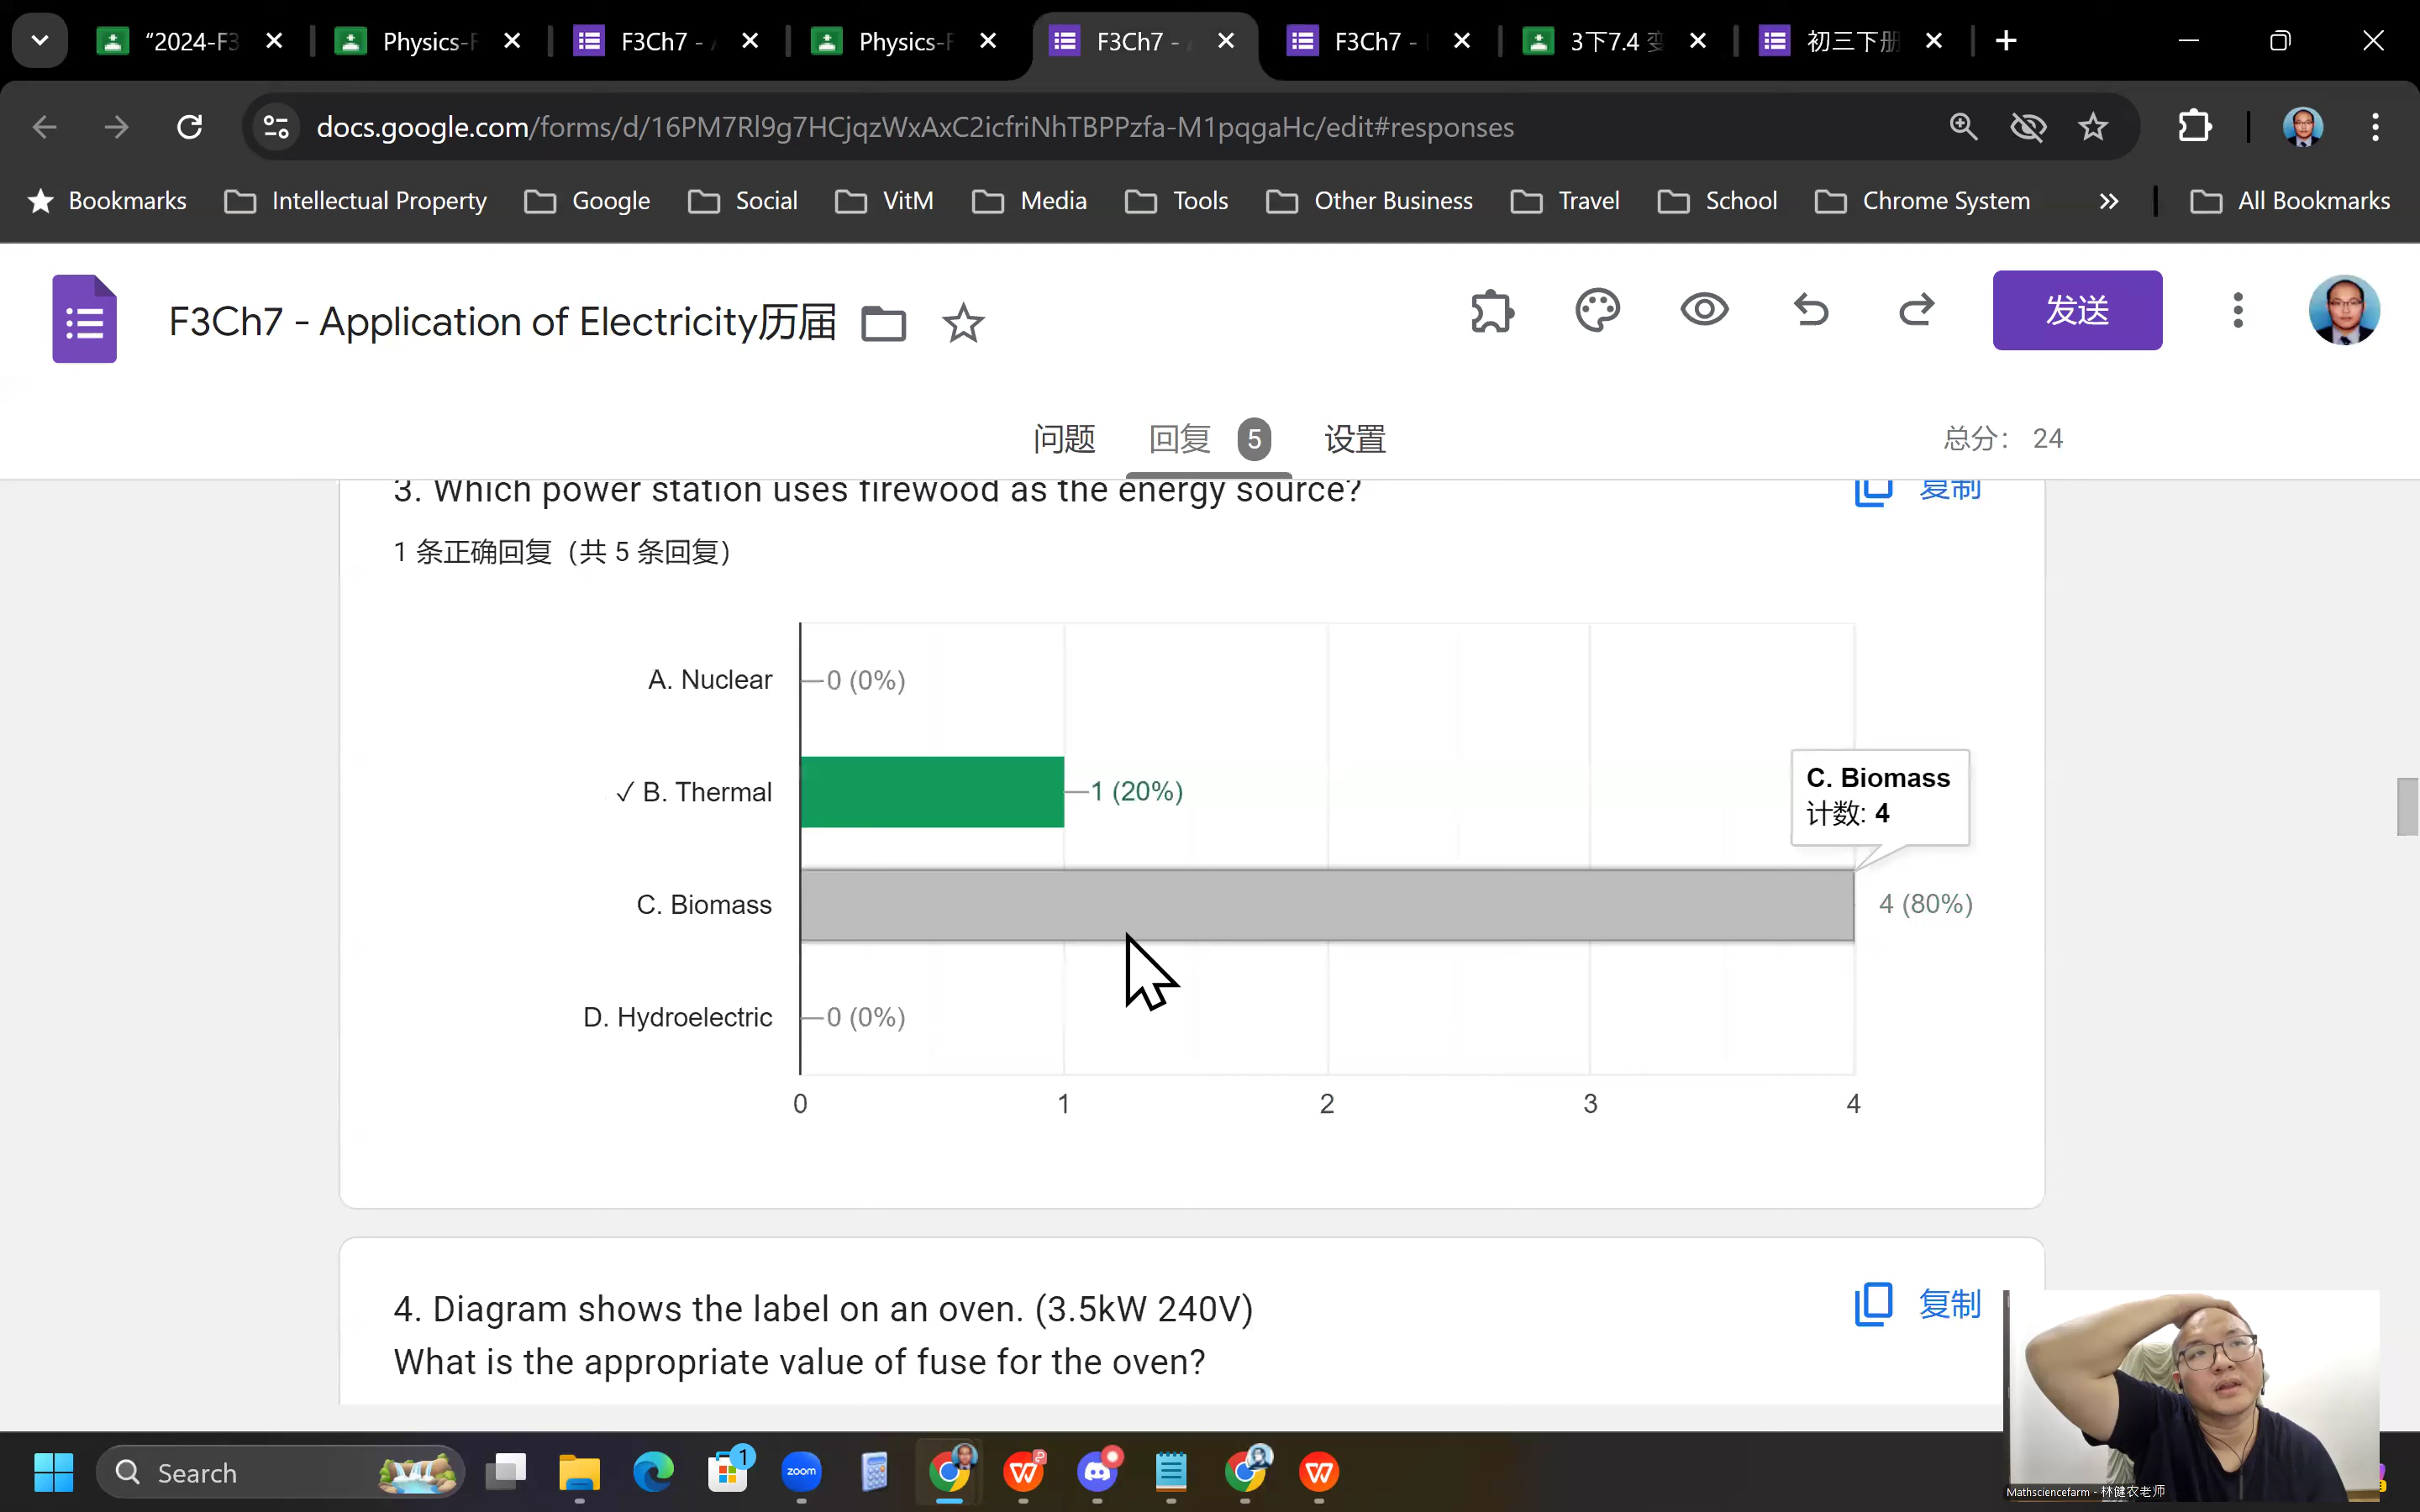 “2024-F3
Physics-F
F3Ch7 -
Physics-F
F3Ch7 -
F3Ch7 -
3下7.4
初三下册
docs.google.com/forms/d/16PM7Rl9g7HCjqzWxAxC2icfriNhTBPPzfa-M1pqgaHc/edit#responses
Bookmarks
Intellectual Property
Google
Social
VitM
Media
Tools
Other Business
Travel
School
Chrome System
All Bookmarks
F3Ch7 - Application of Electricity历届
发送
问题
回复 5
设置
总分： 24
3. Which power station uses firewood as the energy source?
复制
1 条正确回复（共 5 条回复）
A. Nuclear
0 (0%)
✓ B. Thermal
1 (20%)
C. Biomass
计数: 4
C. Biomass
4 (80%)
D. Hydroelectric
0 (0%)
0 1 2 3 4
4. Diagram shows the label on an oven. (3.5kW 240V)
复制
What is the appropriate value of fuse for the oven?
Search
1
zoom
Mathsciencefarm - 林健农老师